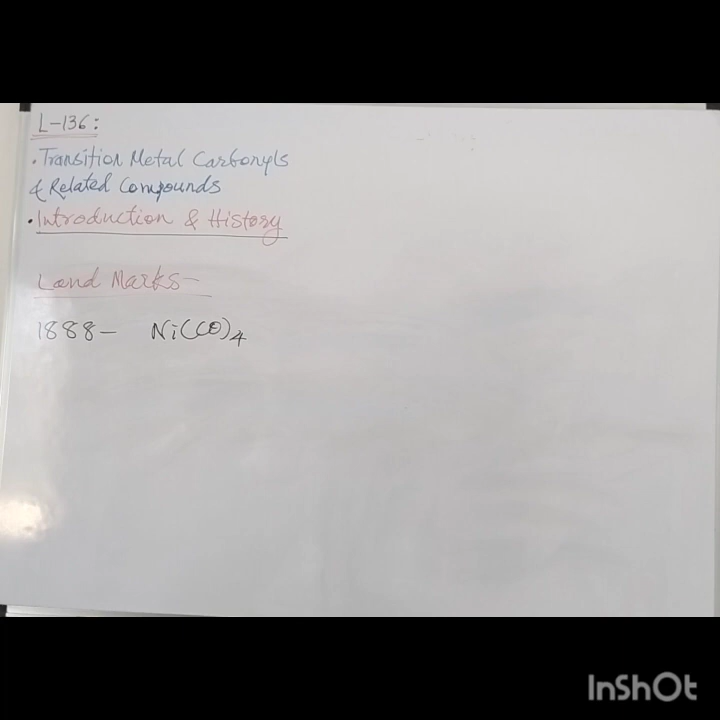 L-136:
• Transition Metal Carbonyls
& Related Compounds
• Introduction & History
Land Marks-
1888- Ni(CO)4
InShOt